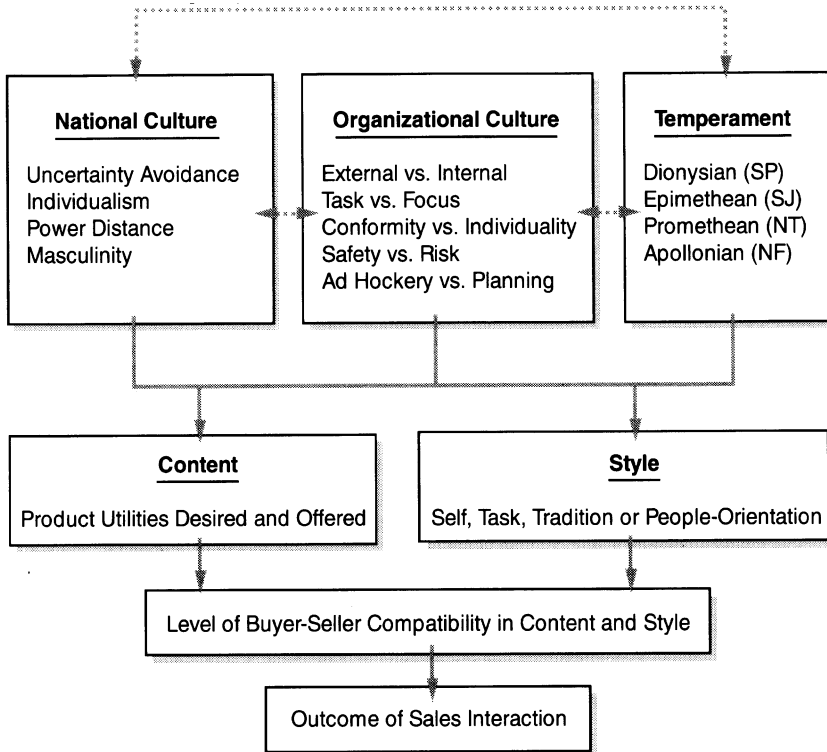 National Culture
Uncertainty Avoidance
Individualism
Power Distance
Masculinity
Organizational Culture
External vs. Internal
Task vs. Focus
Conformity vs. Individuality
Safety vs. Risk
Ad Hockery vs. Planning
Temperament
Dionysian (SP)
Epimethean (SJ)
Promethean (NT)
Apollonian (NF)
Content
Product Utilities Desired and Offered
Style
Self, Task, Tradition or People-Orientation
Level of Buyer-Seller Compatibility in Content and Style
Outcome of Sales Interaction